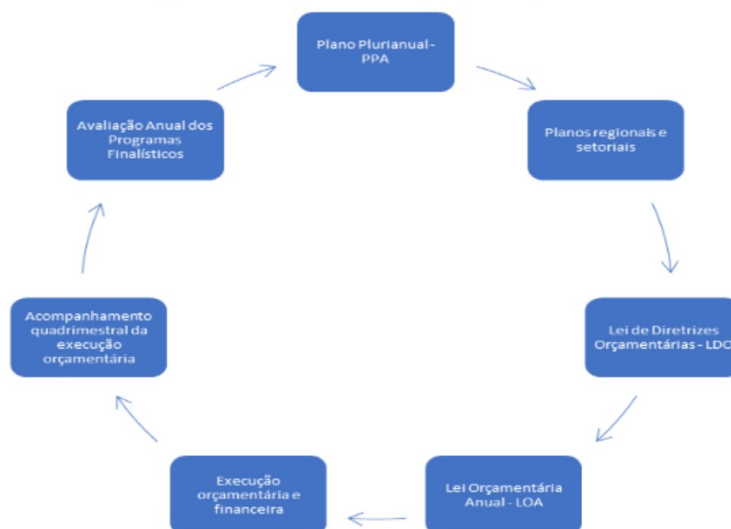 Plano Plurianual -
PPA
Planos regionais e
setoriais
Lei de Diretrizes
Orçamentárias - LDO
Lei Orçamentária
Anual - LOA
Execução
orçamentária e
financeira
Acompanhamento
quadrimestral da
execução
orçamentária
Avaliação Anual dos
Programas
Finalísticos